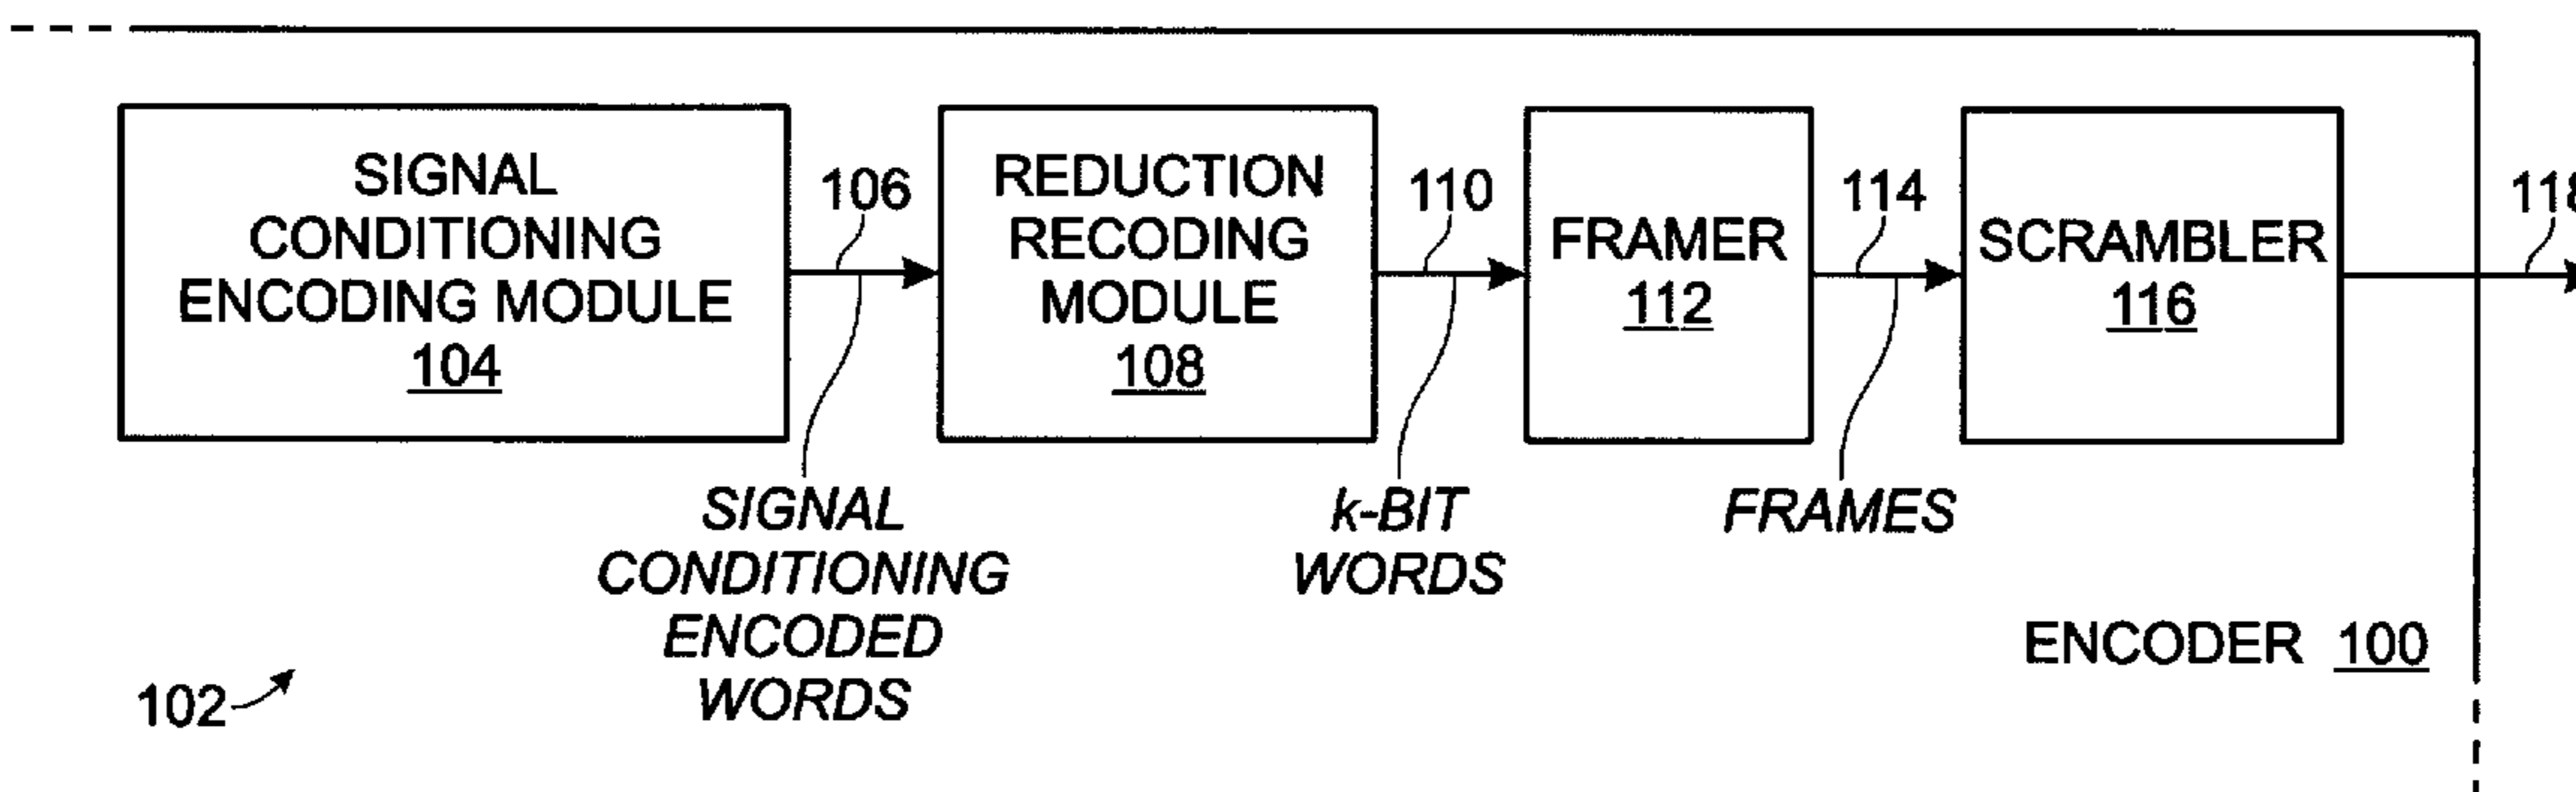 SIGNAL
CONDITIONING
ENCODING MODULE
104
106
REDUCTION
RECODING
MODULE
108
110
FRAMER
112
114
SCRAMBLER
116
SIGNAL
CONDITIONING
ENCODED
WORDS
k-BIT
WORDS
FRAMES
ENCODER 100
102